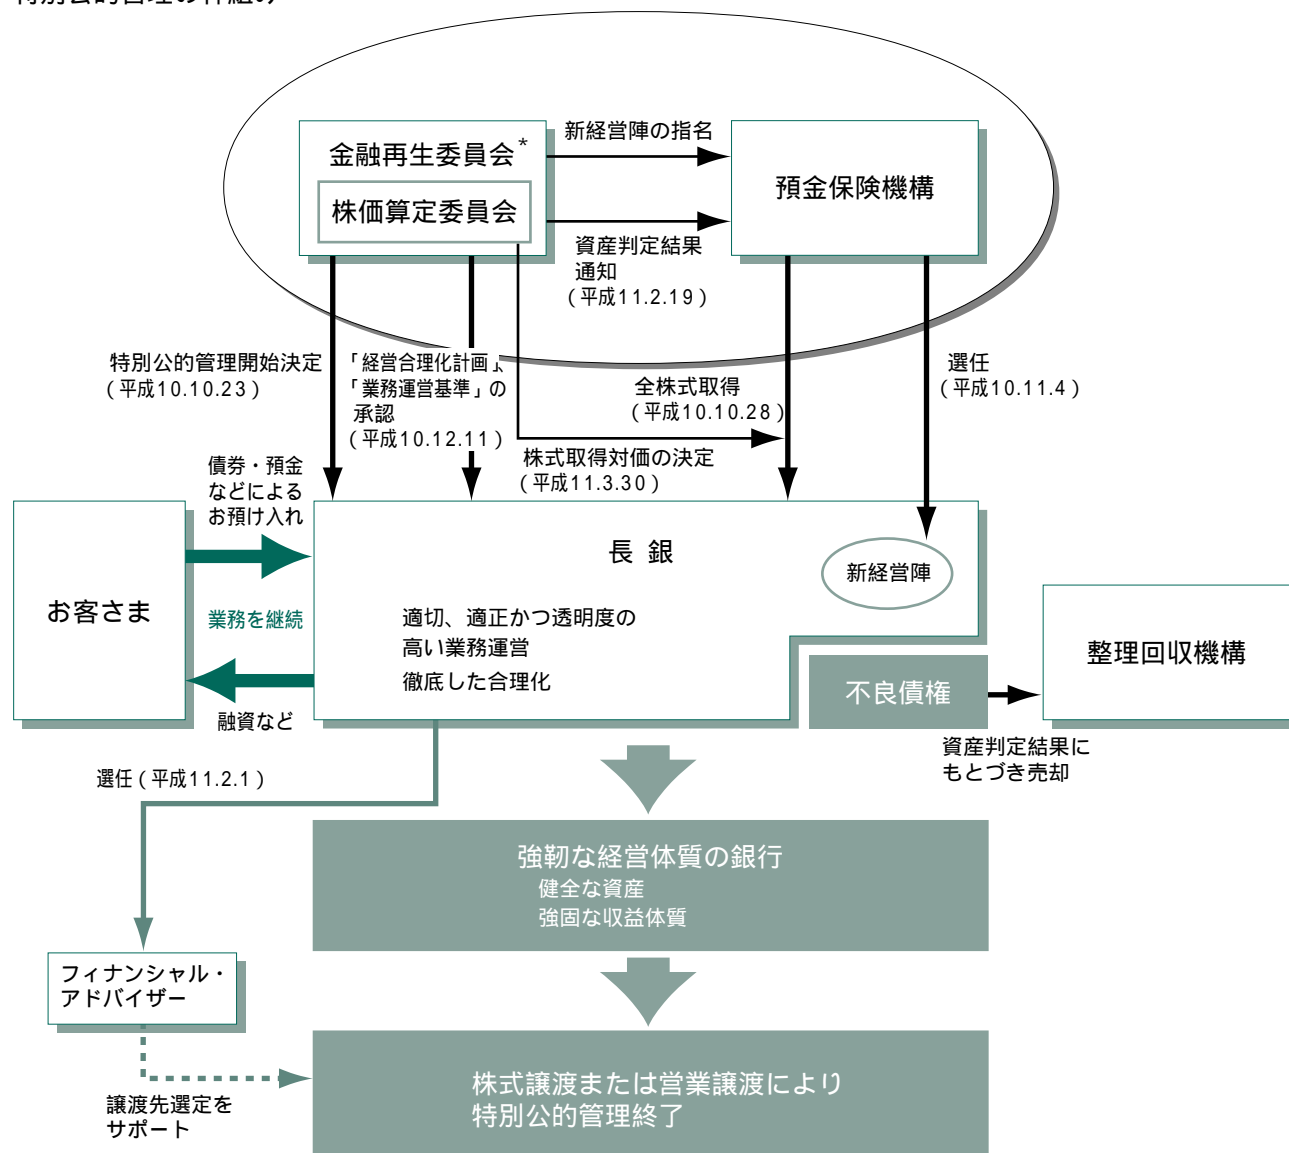 金融再生委員会*
株価算定委員会
新経営陣の指名
預金保険機構
資産判定結果
通知
（平成11.2.19）
特別公的管理開始決定
（平成10.10.23）
「経営合理化計画」、
「業務運営基準」の
承認
（平成10.12.11）
全株式取得
（平成10.10.28）
選任
（平成10.11.4）
株式取得対価の決定
（平成11.3.30）
債券・預金
などによる
お預け入れ
お客さま
業務を継続
融資など
長 銀
新経営陣
適切、適正かつ透明度の
高い業務運営
徹底した合理化
不良債権
整理回収機構
資産判定結果に
もとづき売却
選任（平成11.2.1）
強靭な経営体質の銀行
健全な資産
強固な収益体質
フィナンシャル・
アドバイザー
譲渡先選定を
サポート
株式譲渡または営業譲渡により
特別公的管理終了